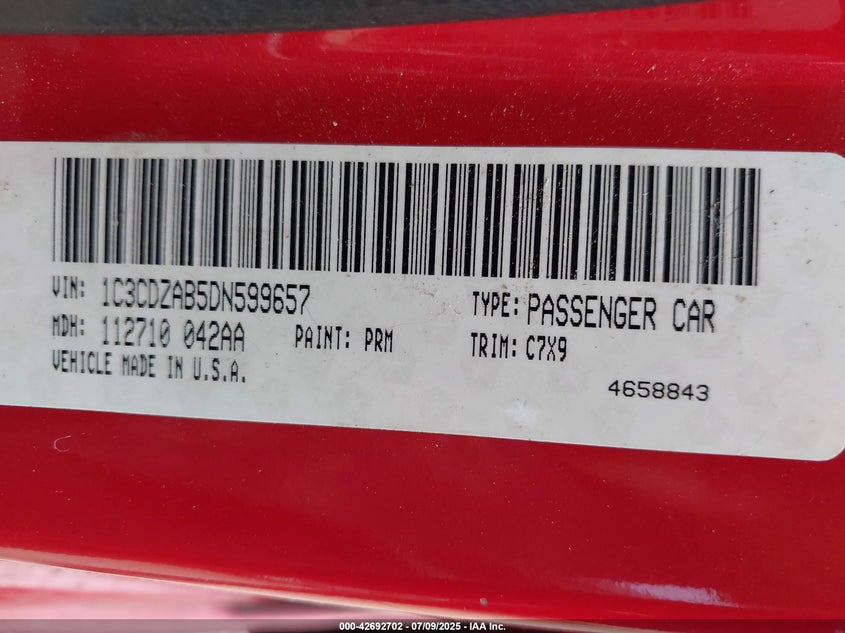 VIN: 1C3CDZAB5DN599657 TYPE: PASSENGER CAR
MDH: 112710 042AA PAINT: PRM TRIM: C7X9
VEHICLE MADE IN U.S.A. 4658843
000-42692702 - 07/09/2025 - IAA Inc.